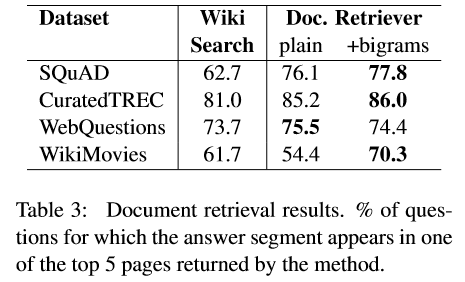 Dataset Wiki Doc. Retriever
Search plain +bigrams
SQuAD 62.7 76.1 77.8
CuratedTREC 81.0 85.2 86.0
WebQuestions 73.7 75.5 74.4
WikiMovies 61.7 54.4 70.3
Table 3: Document retrieval results. % of ques-
tions for which the answer segment appears in one
of the top 5 pages returned by the method.